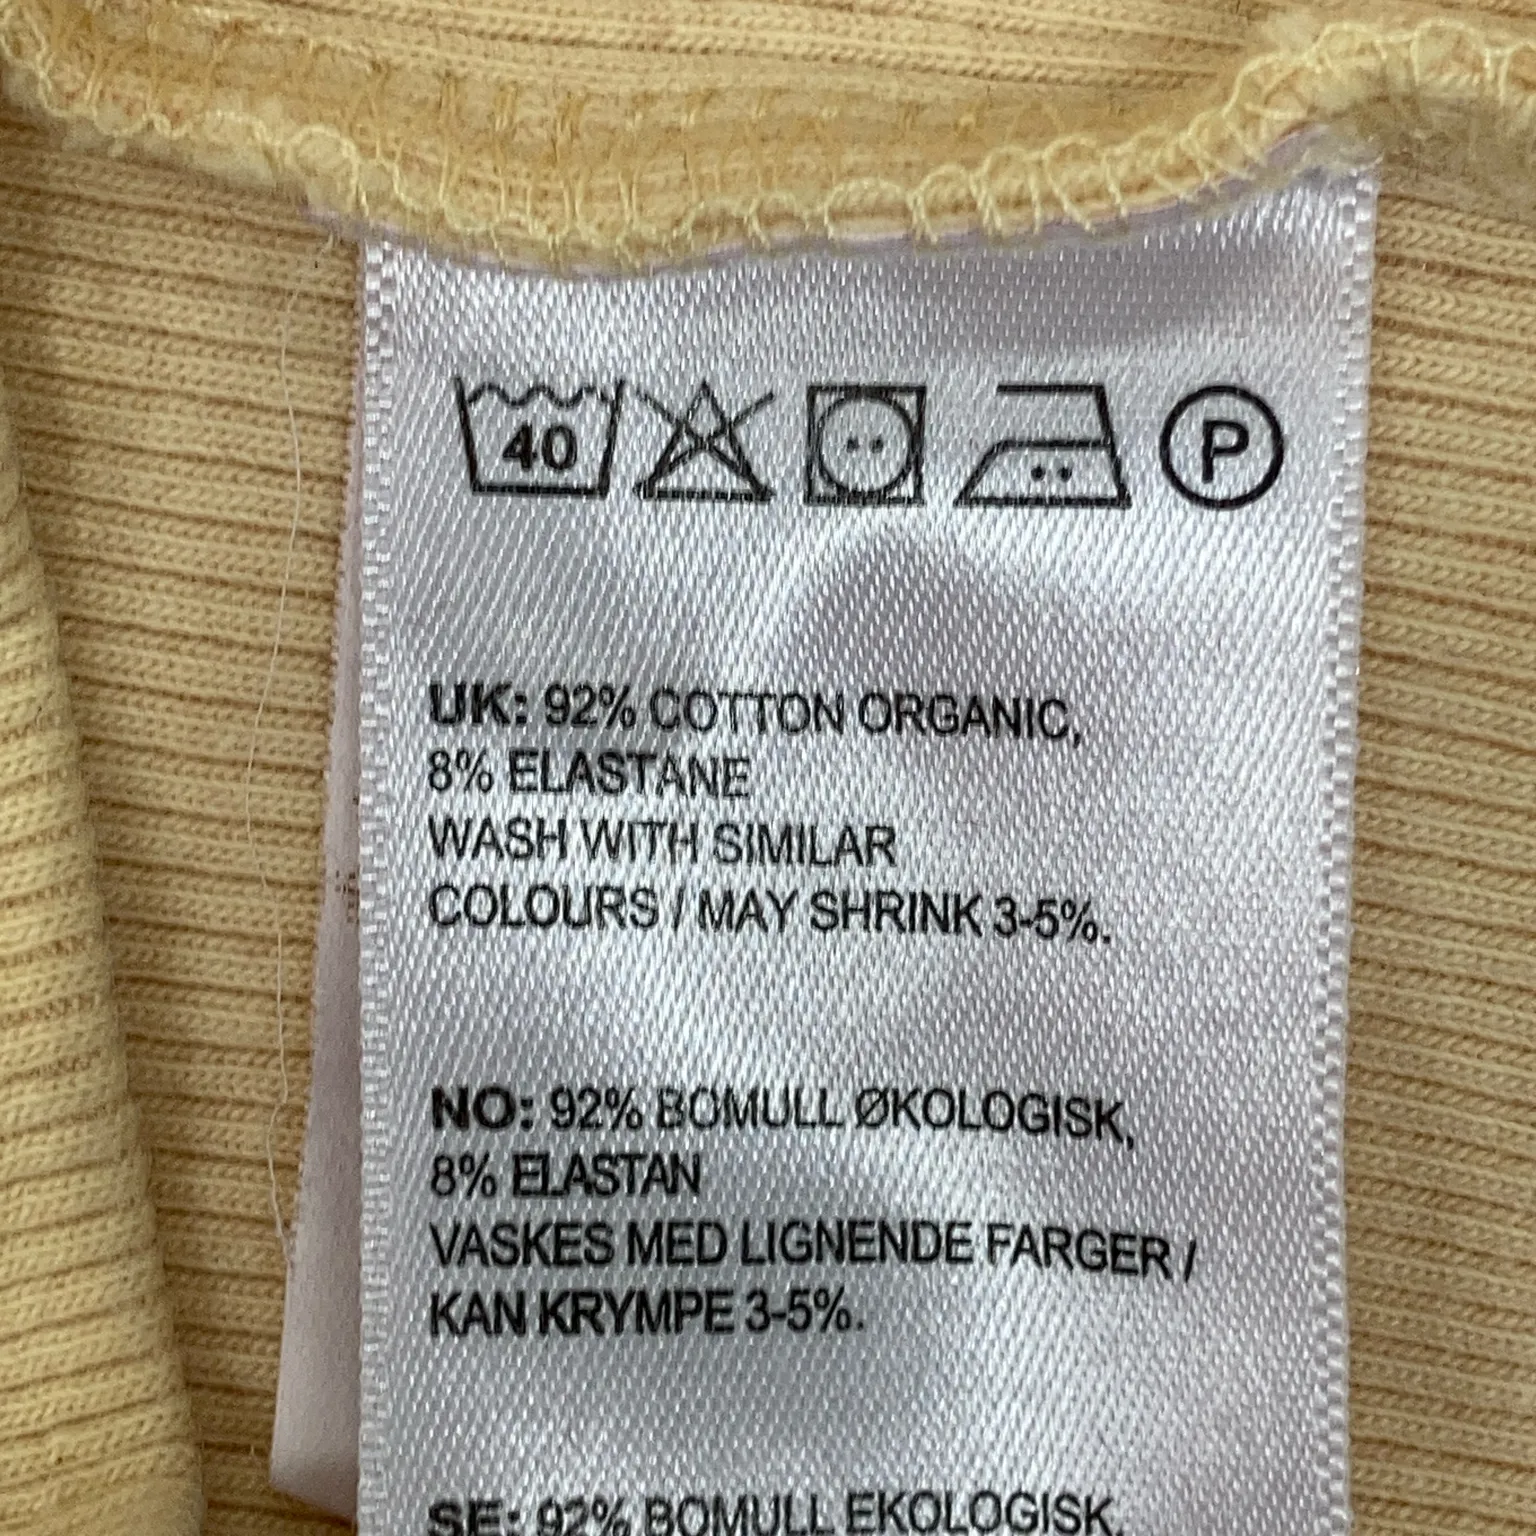 40
P
UK: 92% COTTON ORGANIC,
8% ELASTANE
WASH WITH SIMILAR
COLOURS / MAY SHRINK 3-5%.
NO: 92% BOMULL ØKOLOGISK,
8% ELASTAN
VASKES MED LIGNENDE FARGER /
KAN KRYMPE 3-5%.
SE: 92% BOMULL EKOLOGISK,